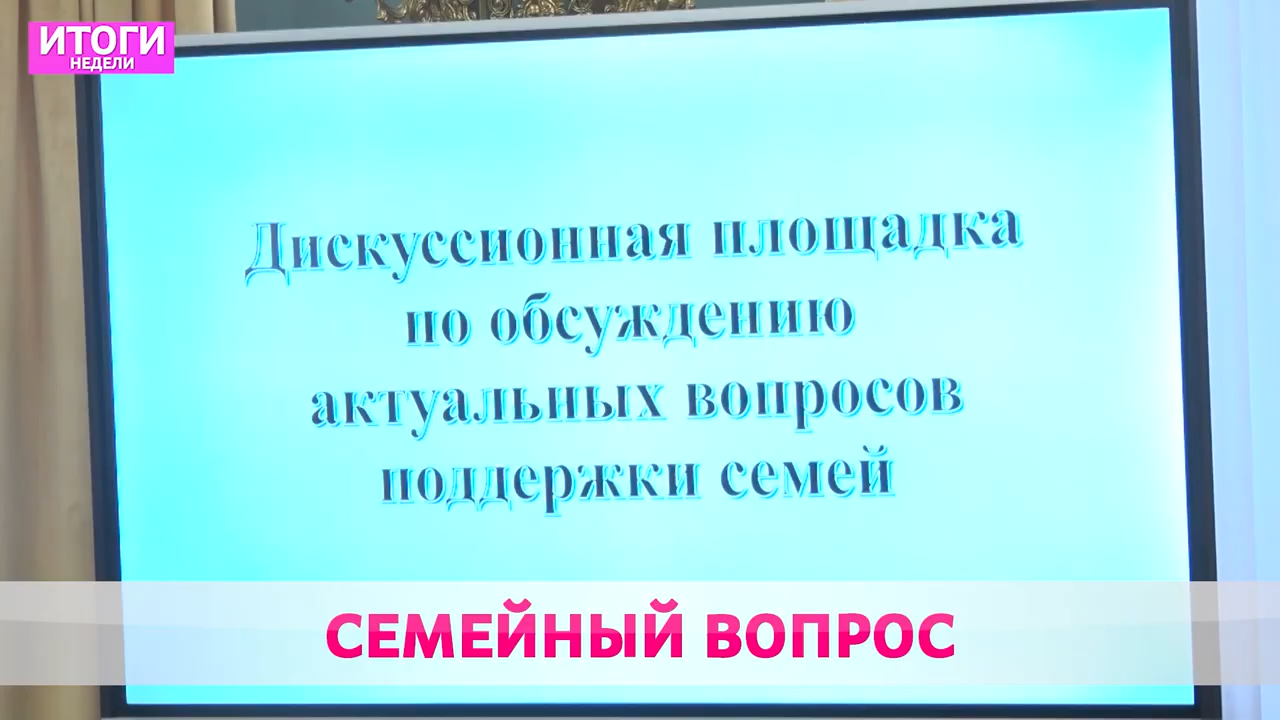 ИТОГИ
НЕДЕЛИ
Дискуссионная площадка
по обсуждению
актуальных вопросов
поддержки семей
СЕМЕЙНЫЙ ВОПРОС